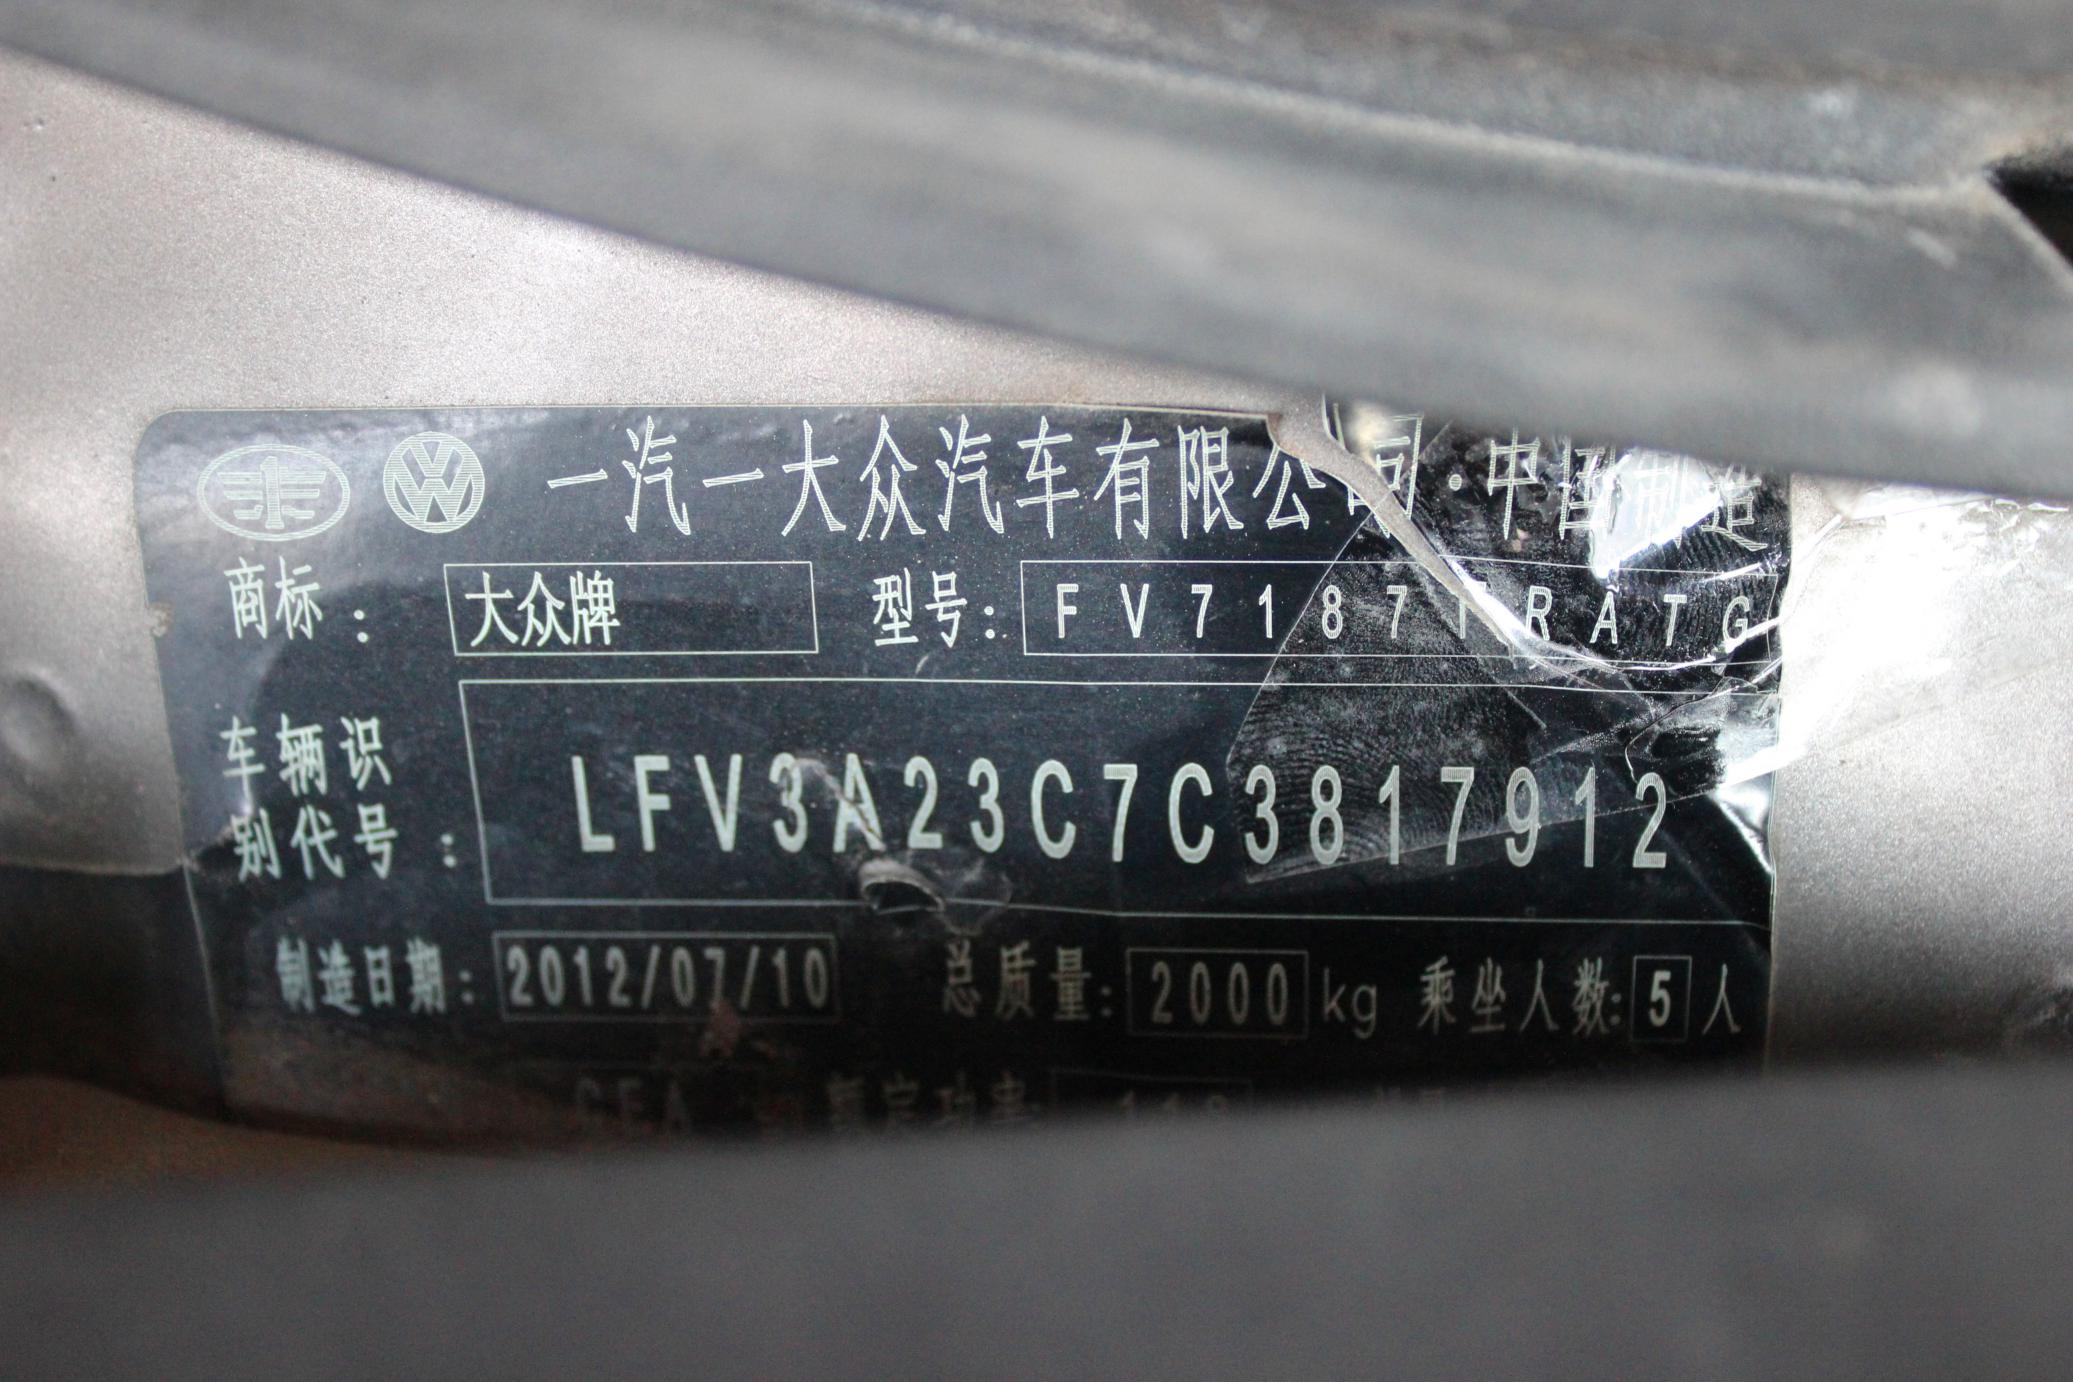 一汽一大众汽车有限公司·中国制造
商标： 大众牌 型号： FV7187TRATG
车辆识
别代号： LFV3A23C7C3817912
制造日期： 2012/07/10 总质量： 2000 kg 乘坐人数: 5 人